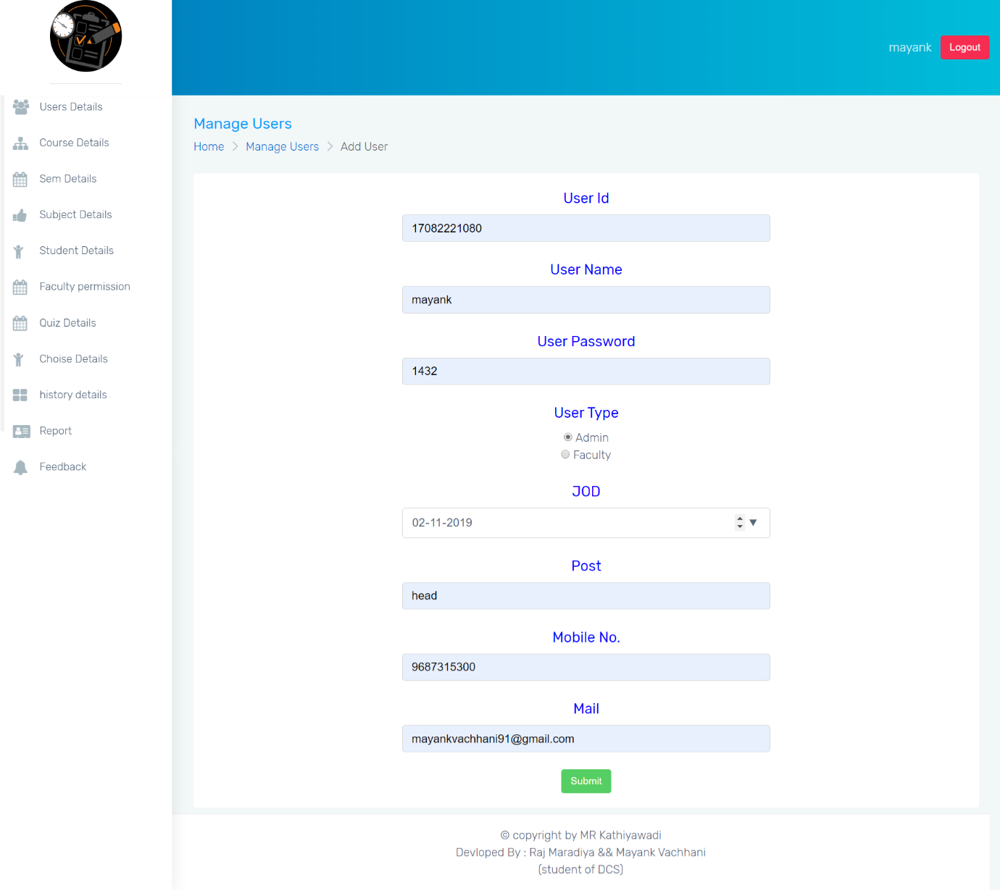 mayank Logout
Users Details
Course Details
Sem Details
Subject Details
Student Details
Faculty permission
Quiz Details
Choise Details
history details
Report
Feedback
Manage Users
Home > Manage Users > Add User
User Id
17082221080
User Name
mayank
User Password
1432
User Type
Admin
Faculty
JOD
02-11-2019
Post
head
Mobile No.
9687315300
Mail
mayankvachhani91@gmail.com
Submit
© copyright by MR Kathiyawadi
Devloped By : Raj Maradiya && Mayank Vachhani
(student of DCS)